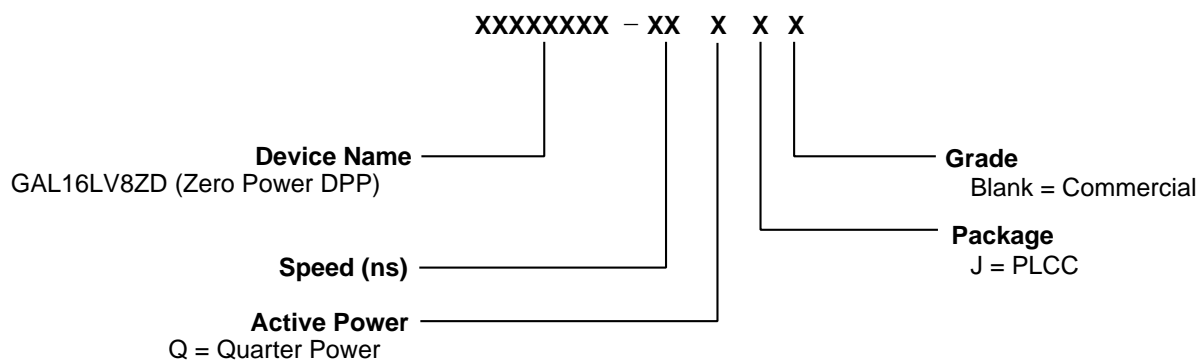 XXXXXXXX – XX X X X
Device Name
GAL16LV8ZD (Zero Power DPP)
Speed (ns)
Active Power
Q = Quarter Power
Grade
Blank = Commercial
Package
J = PLCC